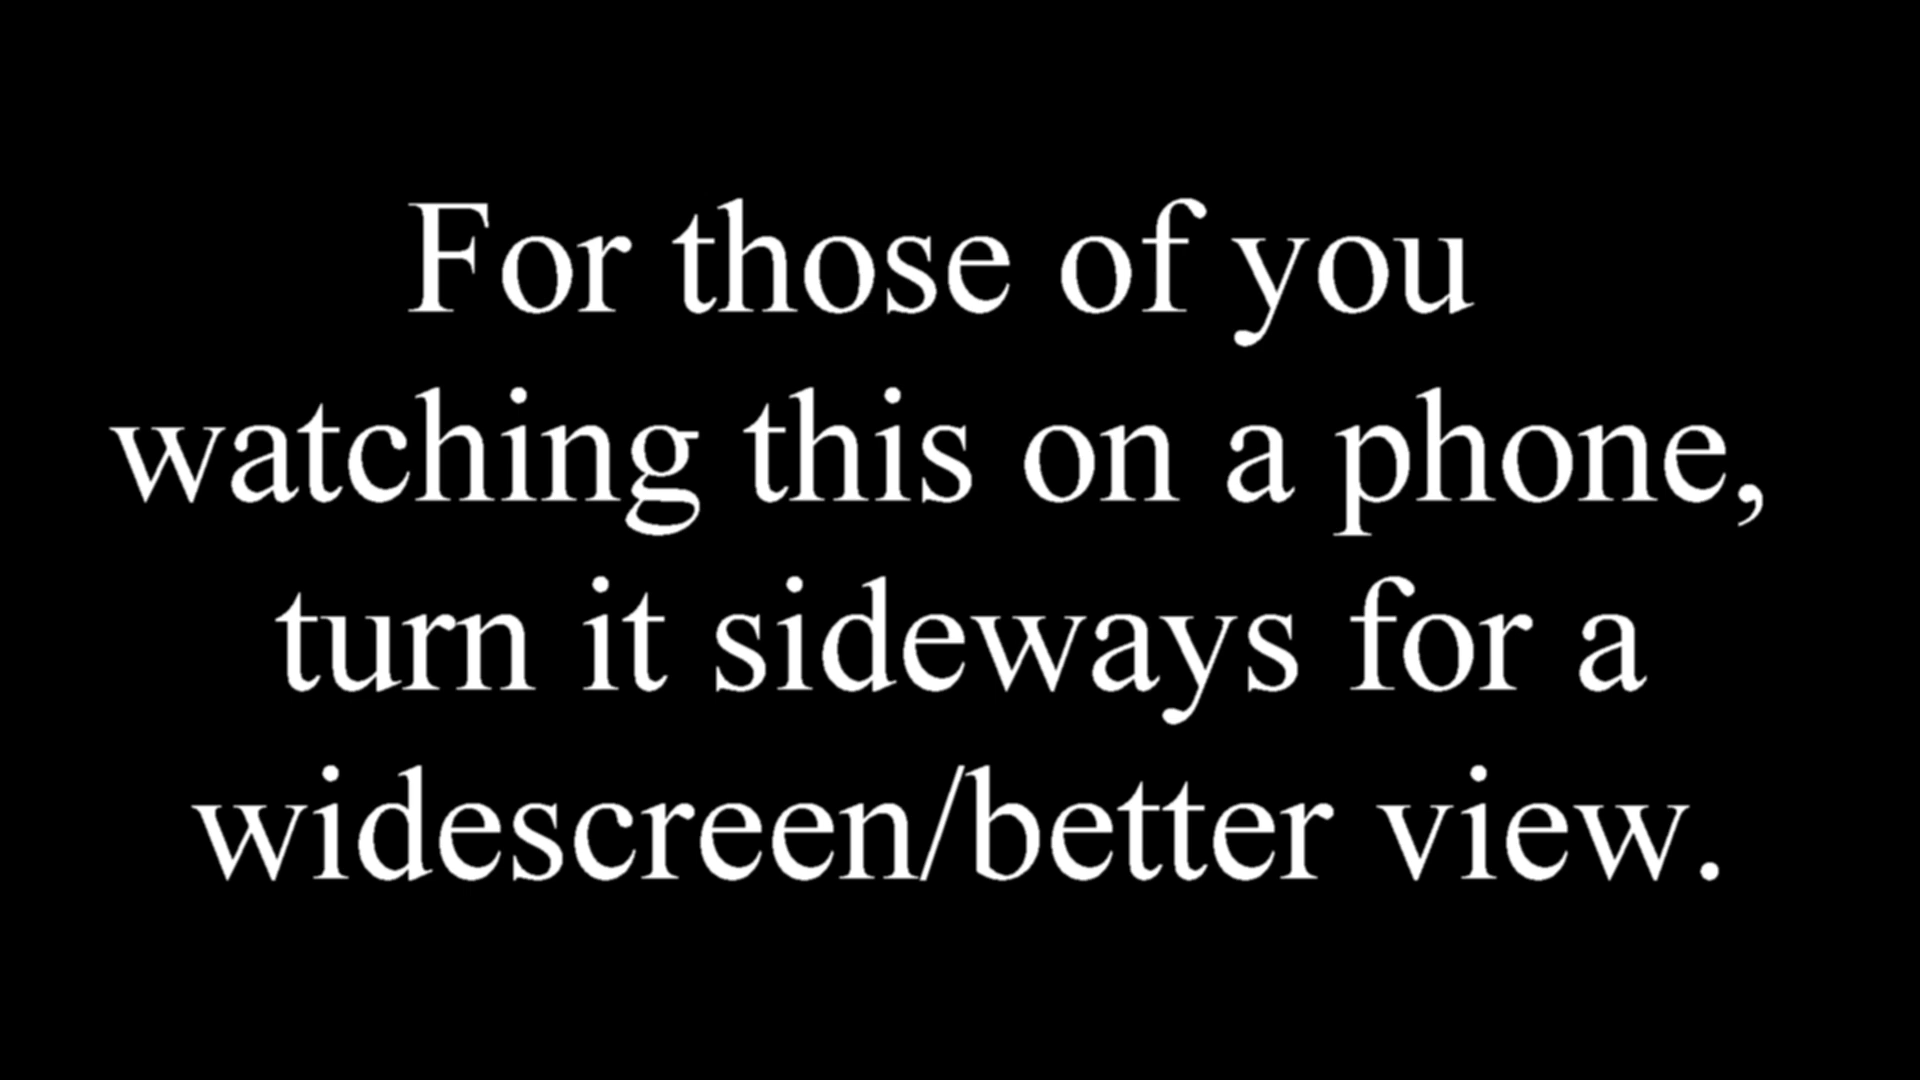 For those of you
watching this on a phone,
turn it sideways for a
widescreen/better view.